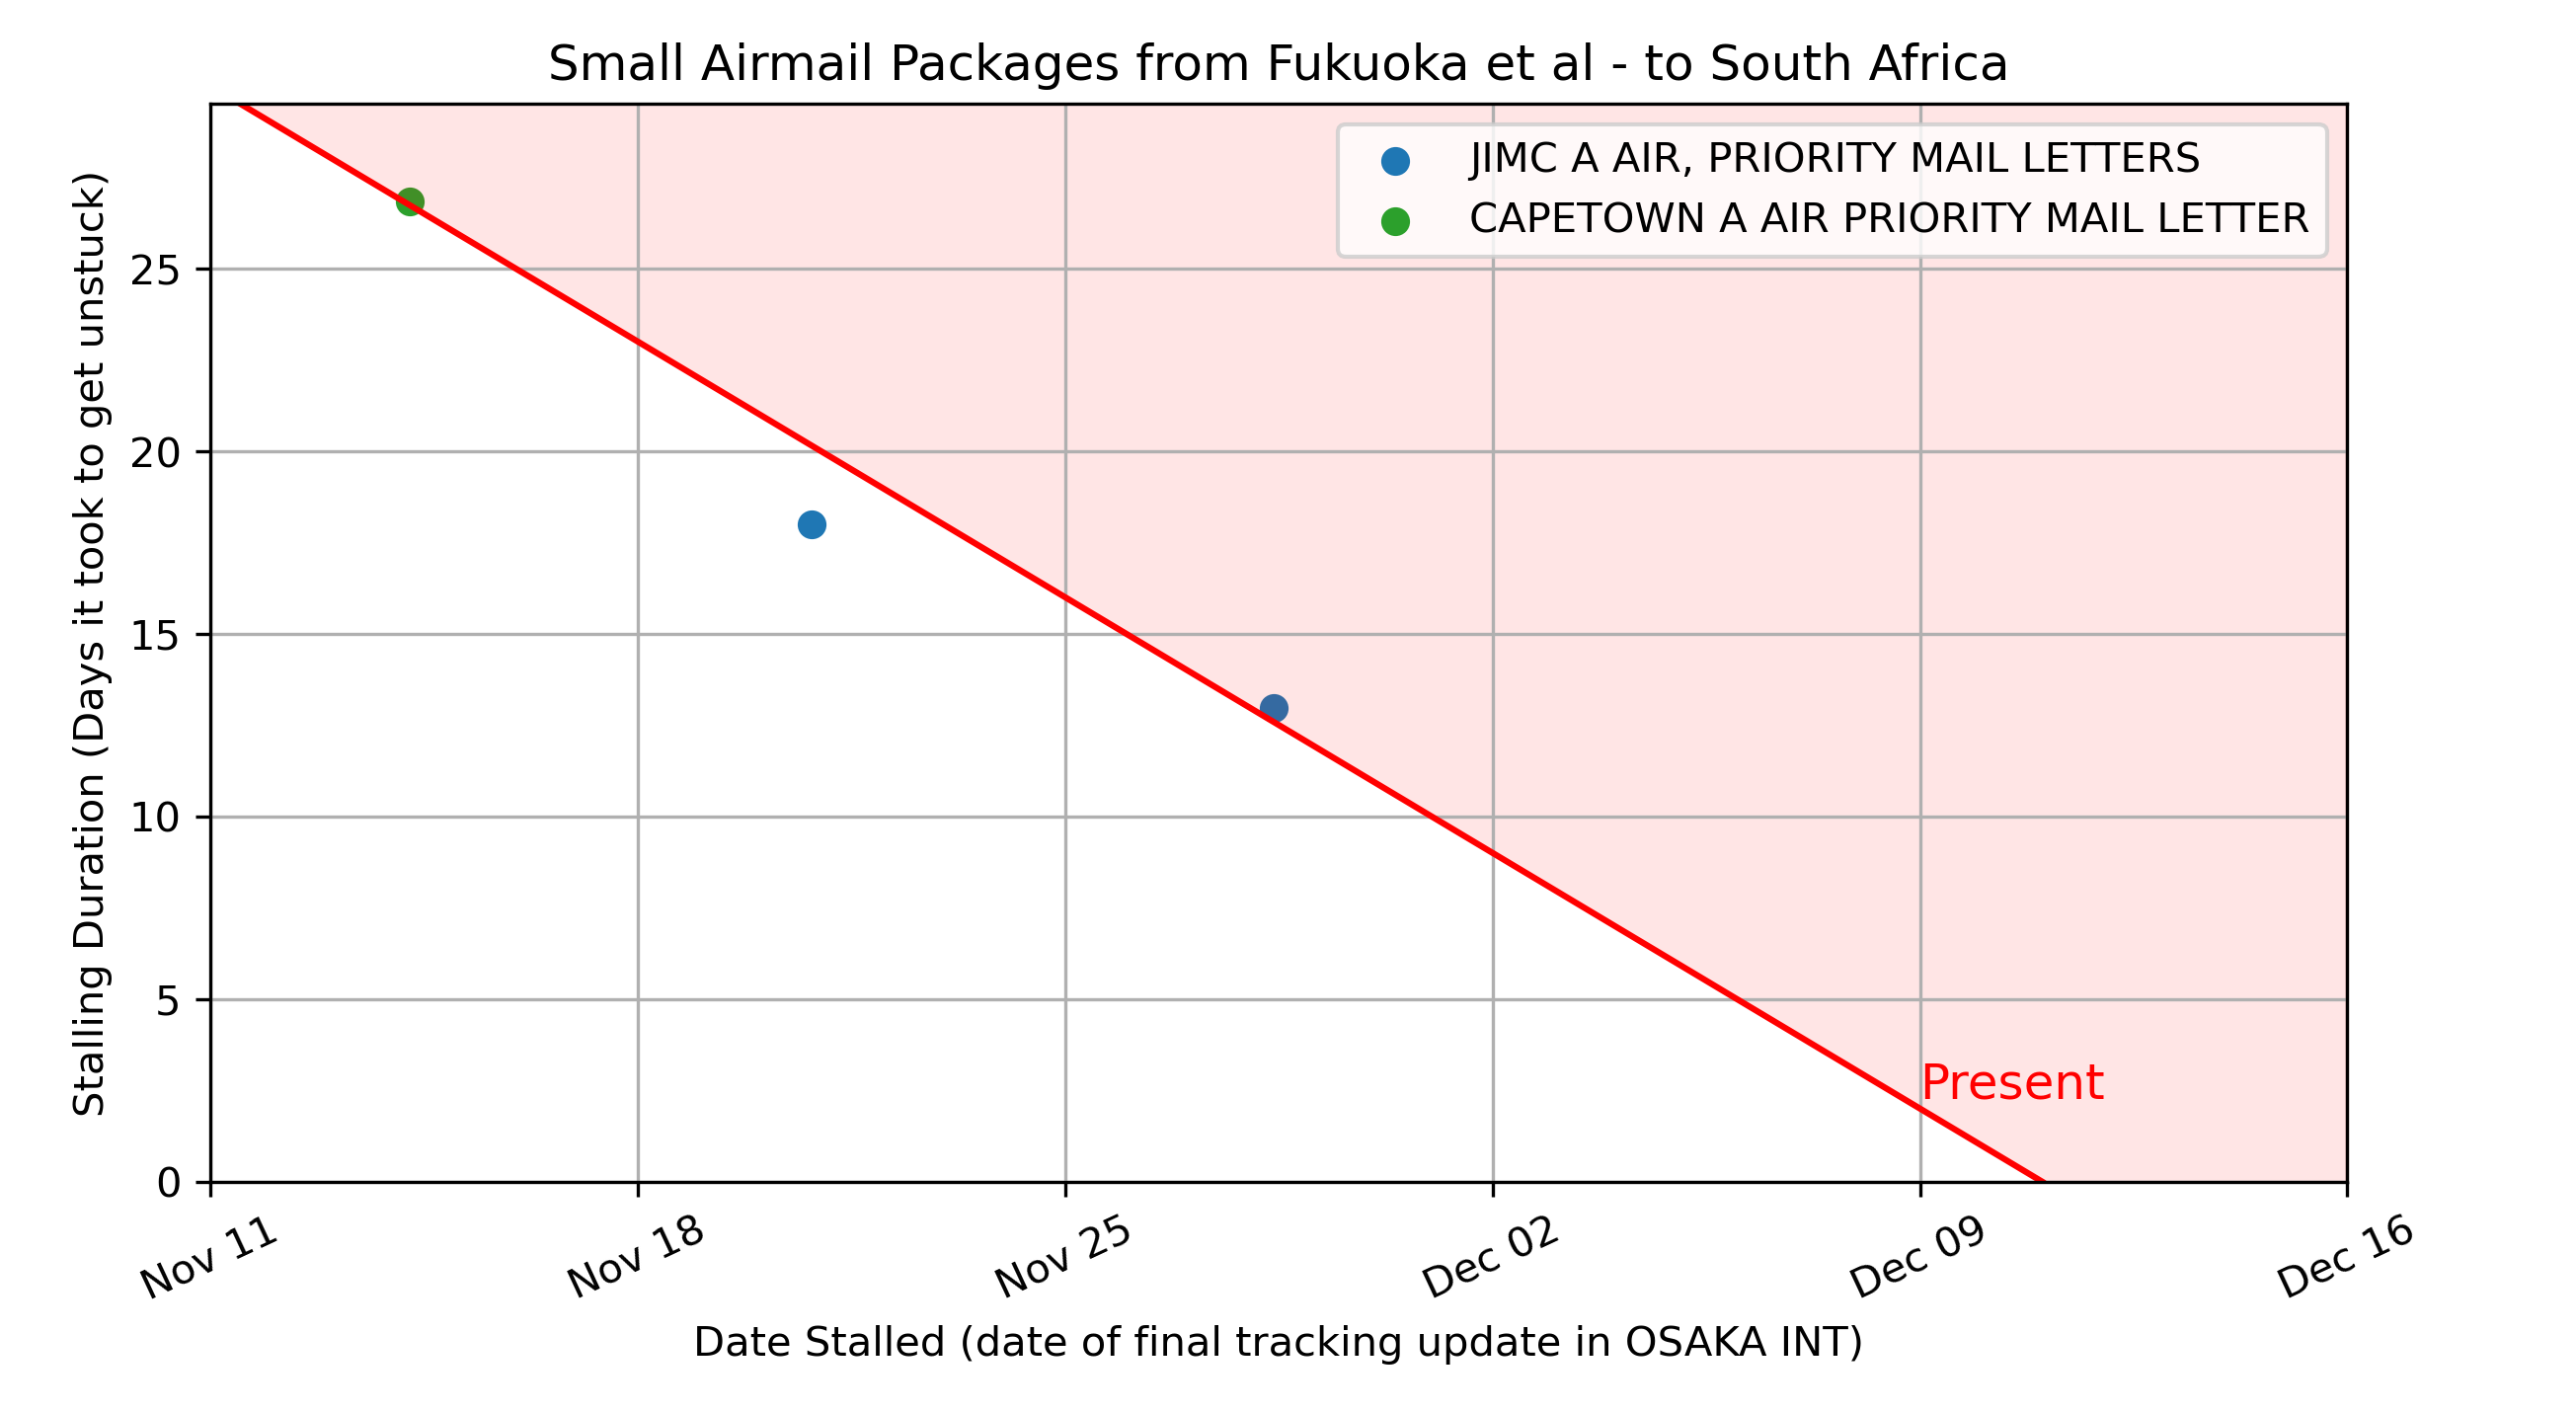 Small Airmail Packages from Fukuoka et al - to South Africa
JIMC A AIR, PRIORITY MAIL LETTERS
CAPETOWN A AIR PRIORITY MAIL LETTER
Stalling Duration (Days it took to get unstuck)
25
20
15
10
5
0
Present
Nov 11
Nov 18
Nov 25
Dec 02
Dec 09
Dec 16
Date Stalled (date of final tracking update in OSAKA INT)